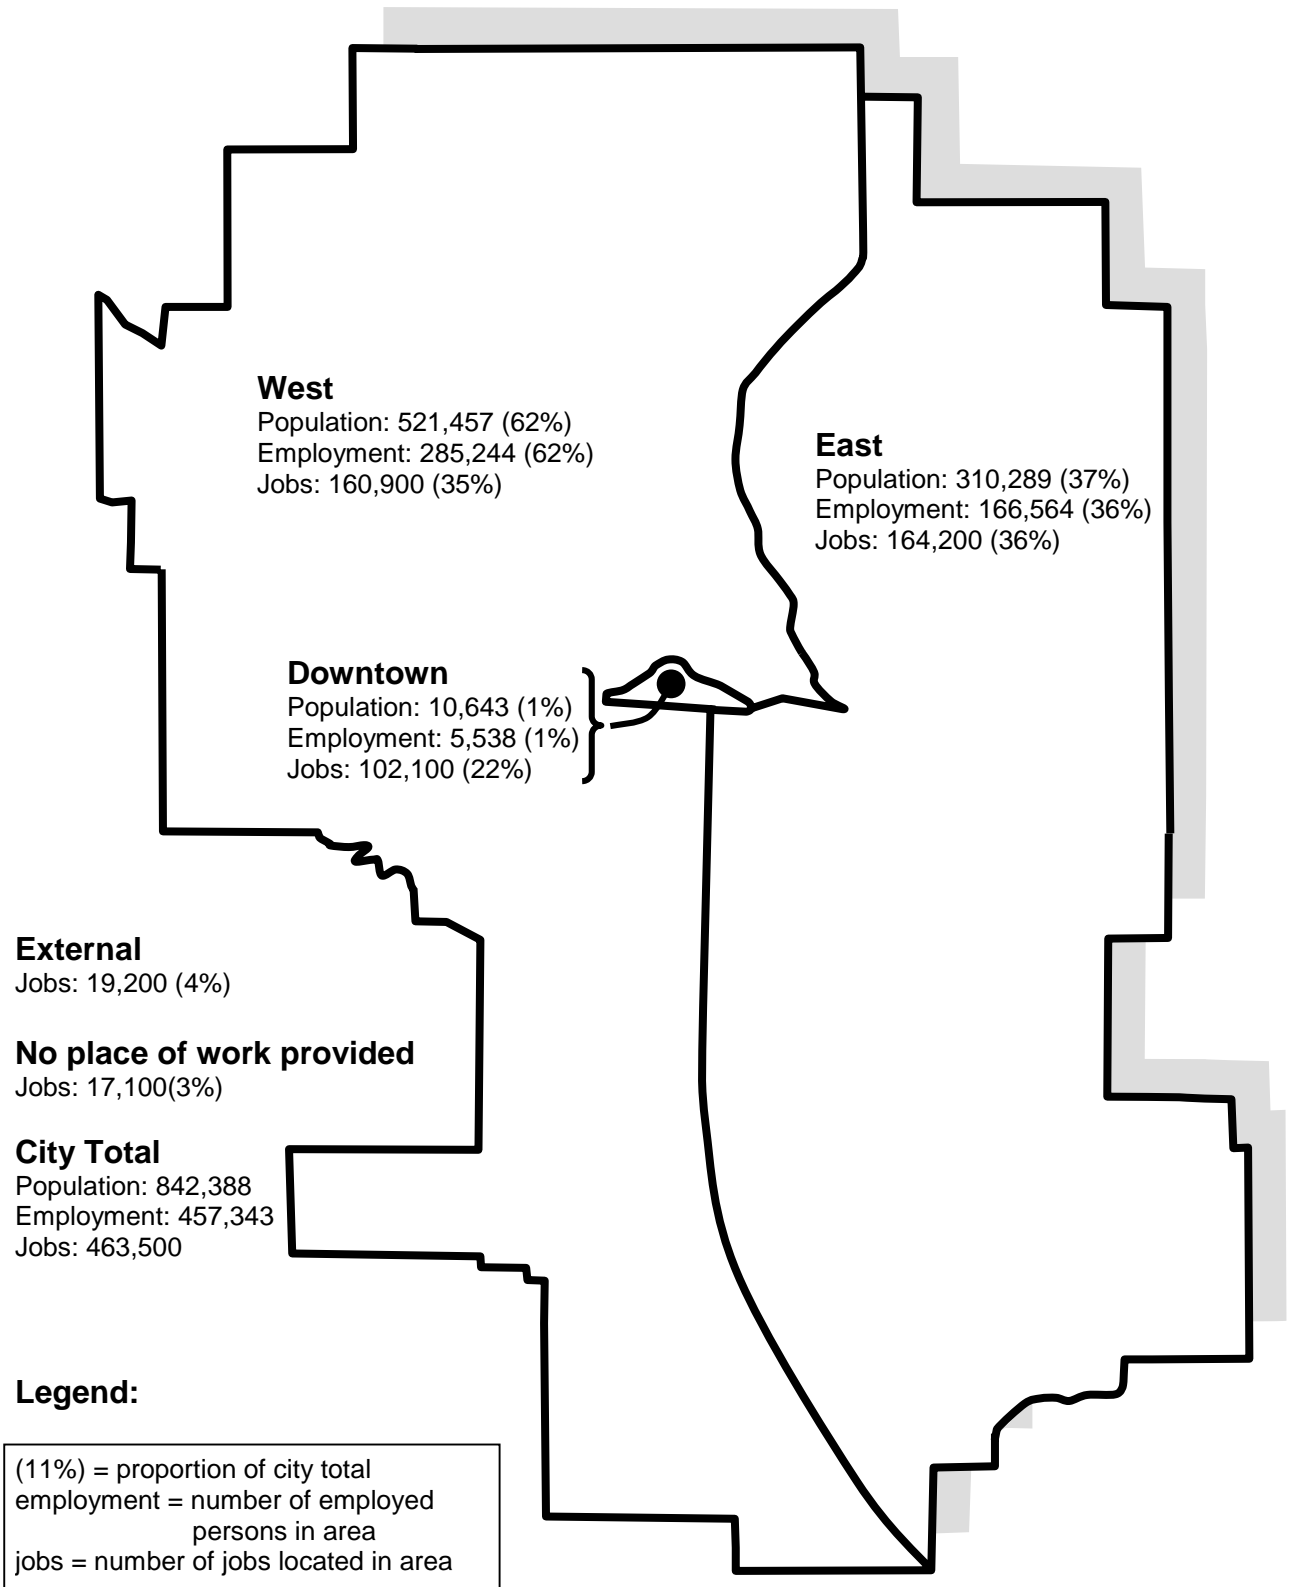 West
Population: 521,457 (62%)
Employment: 285,244 (62%)
Jobs: 160,900 (35%)
East
Population: 310,289 (37%)
Employment: 166,564 (36%)
Jobs: 164,200 (36%)
Downtown
Population: 10,643 (1%)
Employment: 5,538 (1%)
Jobs: 102,100 (22%)
External
Jobs: 19,200 (4%)
No place of work provided
Jobs: 17,100(3%)
City Total
Population: 842,388
Employment: 457,343
Jobs: 463,500
Legend:
(11%) = proportion of city total
employment = number of employed
persons in area
jobs = number of jobs located in area